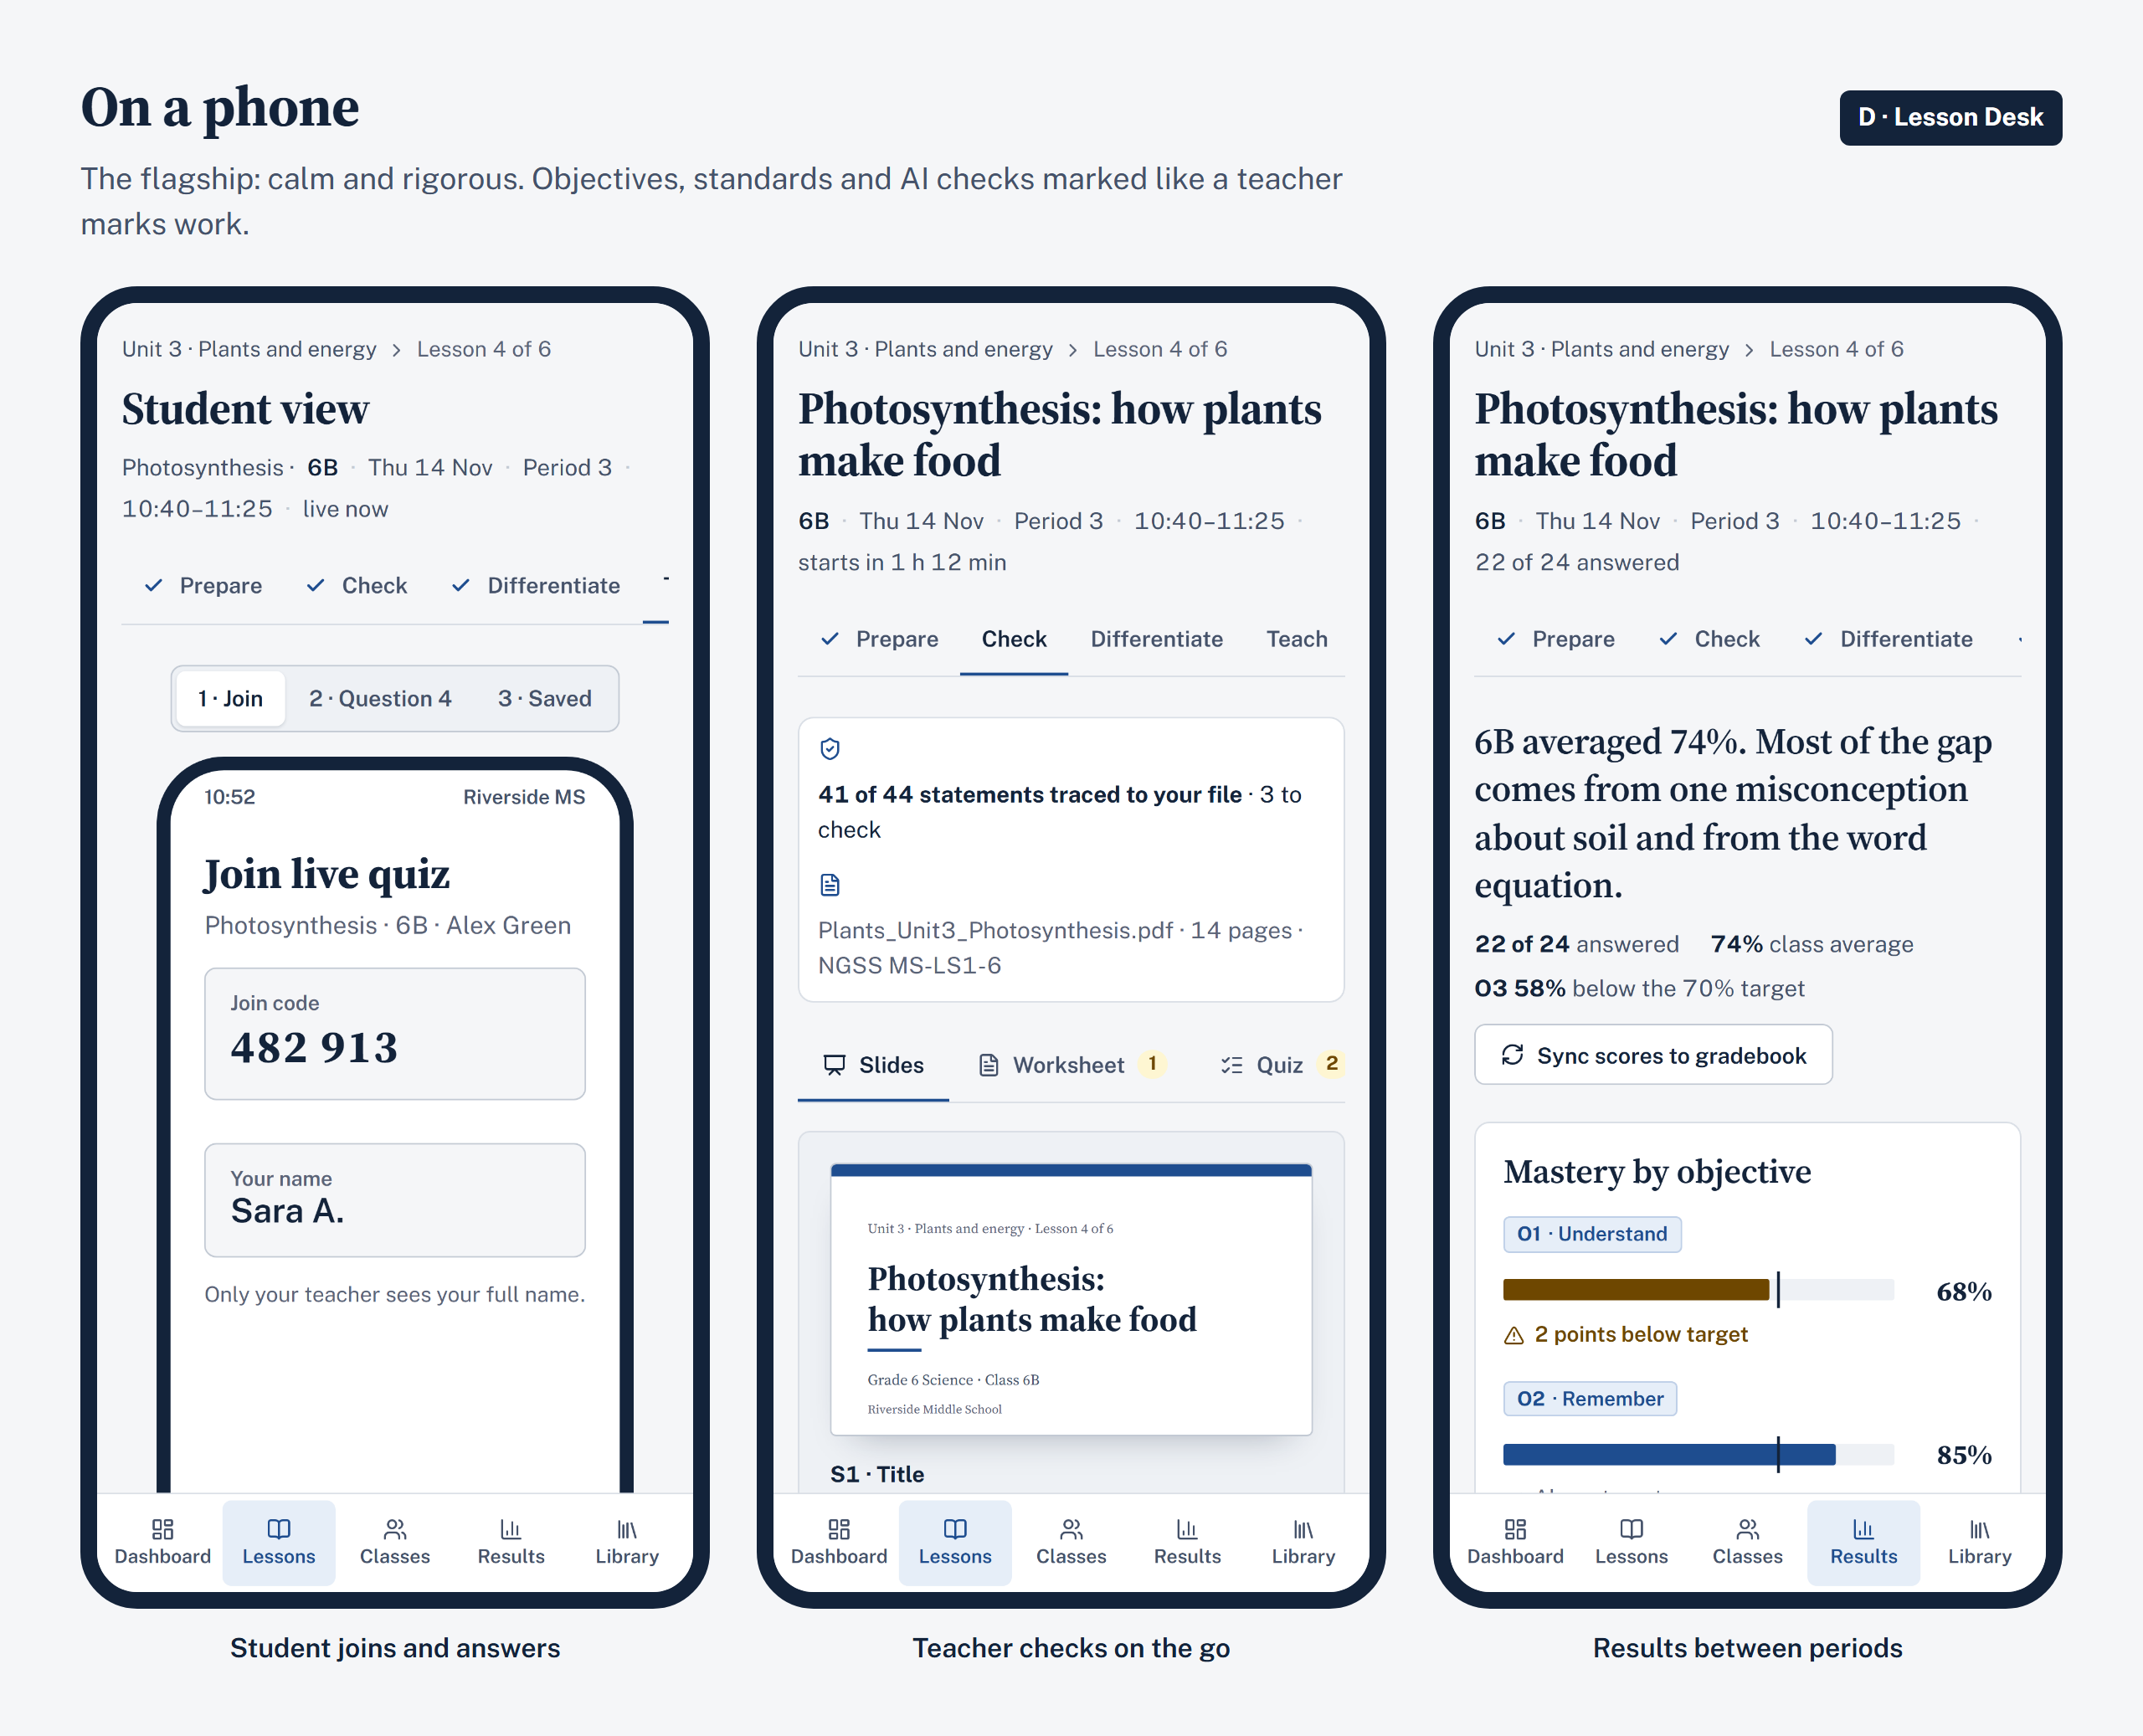 On a phone
D · Lesson Desk
The flagship: calm and rigorous. Objectives, standards and AI checks marked like a teacher
marks work.
Unit 3 · Plants and energy > Lesson 4 of 6
Student view
Photosynthesis · 6B · Thu 14 Nov · Period 3 ·
10:40–11:25 · live now
Prepare Check Differentiate
1 · Join 2 · Question 4 3 · Saved
10:52 Riverside MS
Join live quiz
Photosynthesis · 6B · Alex Green
Join code
482 913
Your name
Sara A.
Only your teacher sees your full name.
Dashboard Lessons Classes Results Library
Student joins and answers
Unit 3 · Plants and energy > Lesson 4 of 6
Photosynthesis: how plants
make food
6B · Thu 14 Nov · Period 3 · 10:40–11:25 ·
starts in 1 h 12 min
Prepare Check Differentiate Teach
41 of 44 statements traced to your file · 3 to
check
Plants_Unit3_Photosynthesis.pdf · 14 pages ·
NGSS MS-LS1-6
Slides Worksheet 1 Quiz 2
Unit 3 · Plants and energy · Lesson 4 of 6
Photosynthesis:
how plants make food
Grade 6 Science · Class 6B
Riverside Middle School
S1 · Title
Dashboard Lessons Classes Results Library
Teacher checks on the go
Unit 3 · Plants and energy > Lesson 4 of 6
Photosynthesis: how plants
make food
6B · Thu 14 Nov · Period 3 · 10:40–11:25 ·
22 of 24 answered
Prepare Check Differentiate
6B averaged 74%. Most of the gap
comes from one misconception
about soil and from the word
equation.
22 of 24 answered 74% class average
O3 58% below the 70% target
Sync scores to gradebook
Mastery by objective
O1 · Understand
68%
2 points below target
O2 · Remember
85%
Dashboard Lessons Classes Results Library
Results between periods